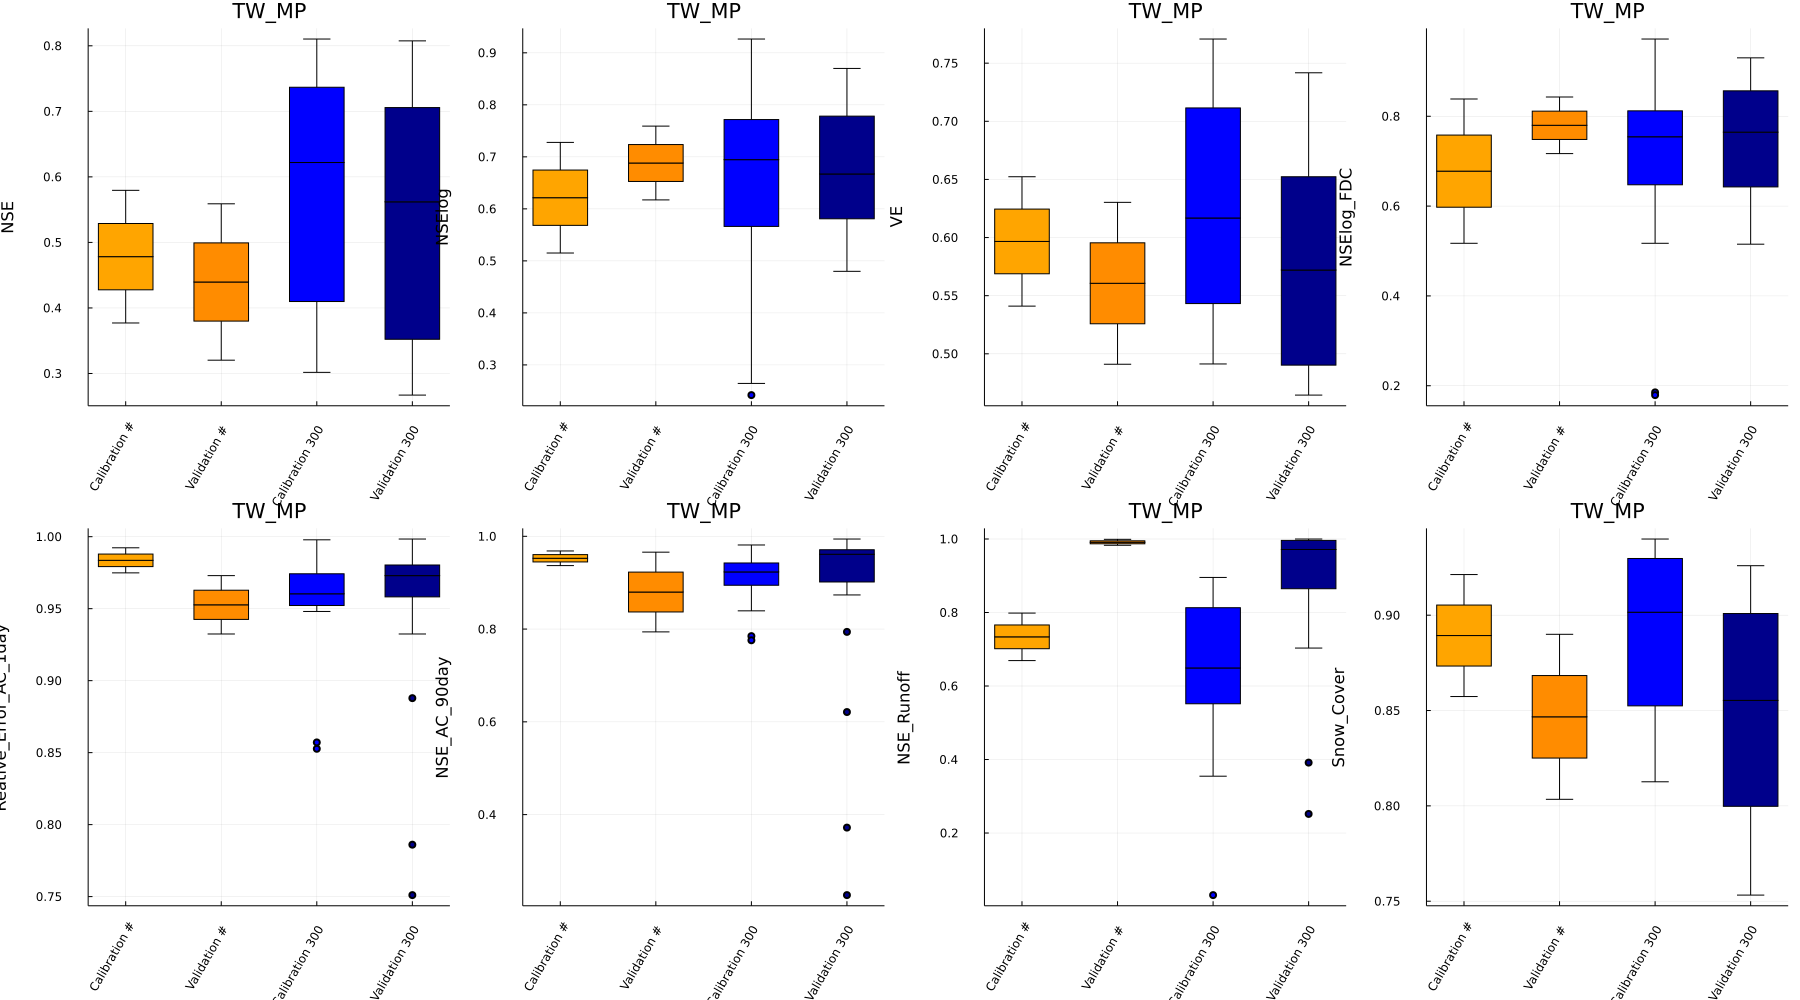 TW_MP
NSE
0.8
0.7
0.6
0.5
0.4
0.3
Calibration #
Validation #
Calibration 300
Validation 300
TW_MP
NSElog
0.9
0.8
0.7
0.6
0.5
0.4
0.3
Calibration #
Validation #
Calibration 300
Validation 300
TW_MP
VE
0.75
0.70
0.65
0.60
0.55
0.50
Calibration #
Validation #
Calibration 300
Validation 300
TW_MP
NSElog_FDC
0.8
0.6
0.4
0.2
Calibration #
Validation #
Calibration 300
Validation 300
TW_MP
Reative_Error_AC_1day
1.00
0.95
0.90
0.85
0.80
0.75
Calibration #
Validation #
Calibration 300
Validation 300
TW_MP
NSE_AC_90day
1.0
0.8
0.6
0.4
Calibration #
Validation #
Calibration 300
Validation 300
TW_MP
NSE_Runoff
1.0
0.8
0.6
0.4
0.2
Calibration #
Validation #
Calibration 300
Validation 300
TW_MP
Snow_Cover
0.90
0.85
0.80
0.75
Calibration #
Validation #
Calibration 300
Validation 300